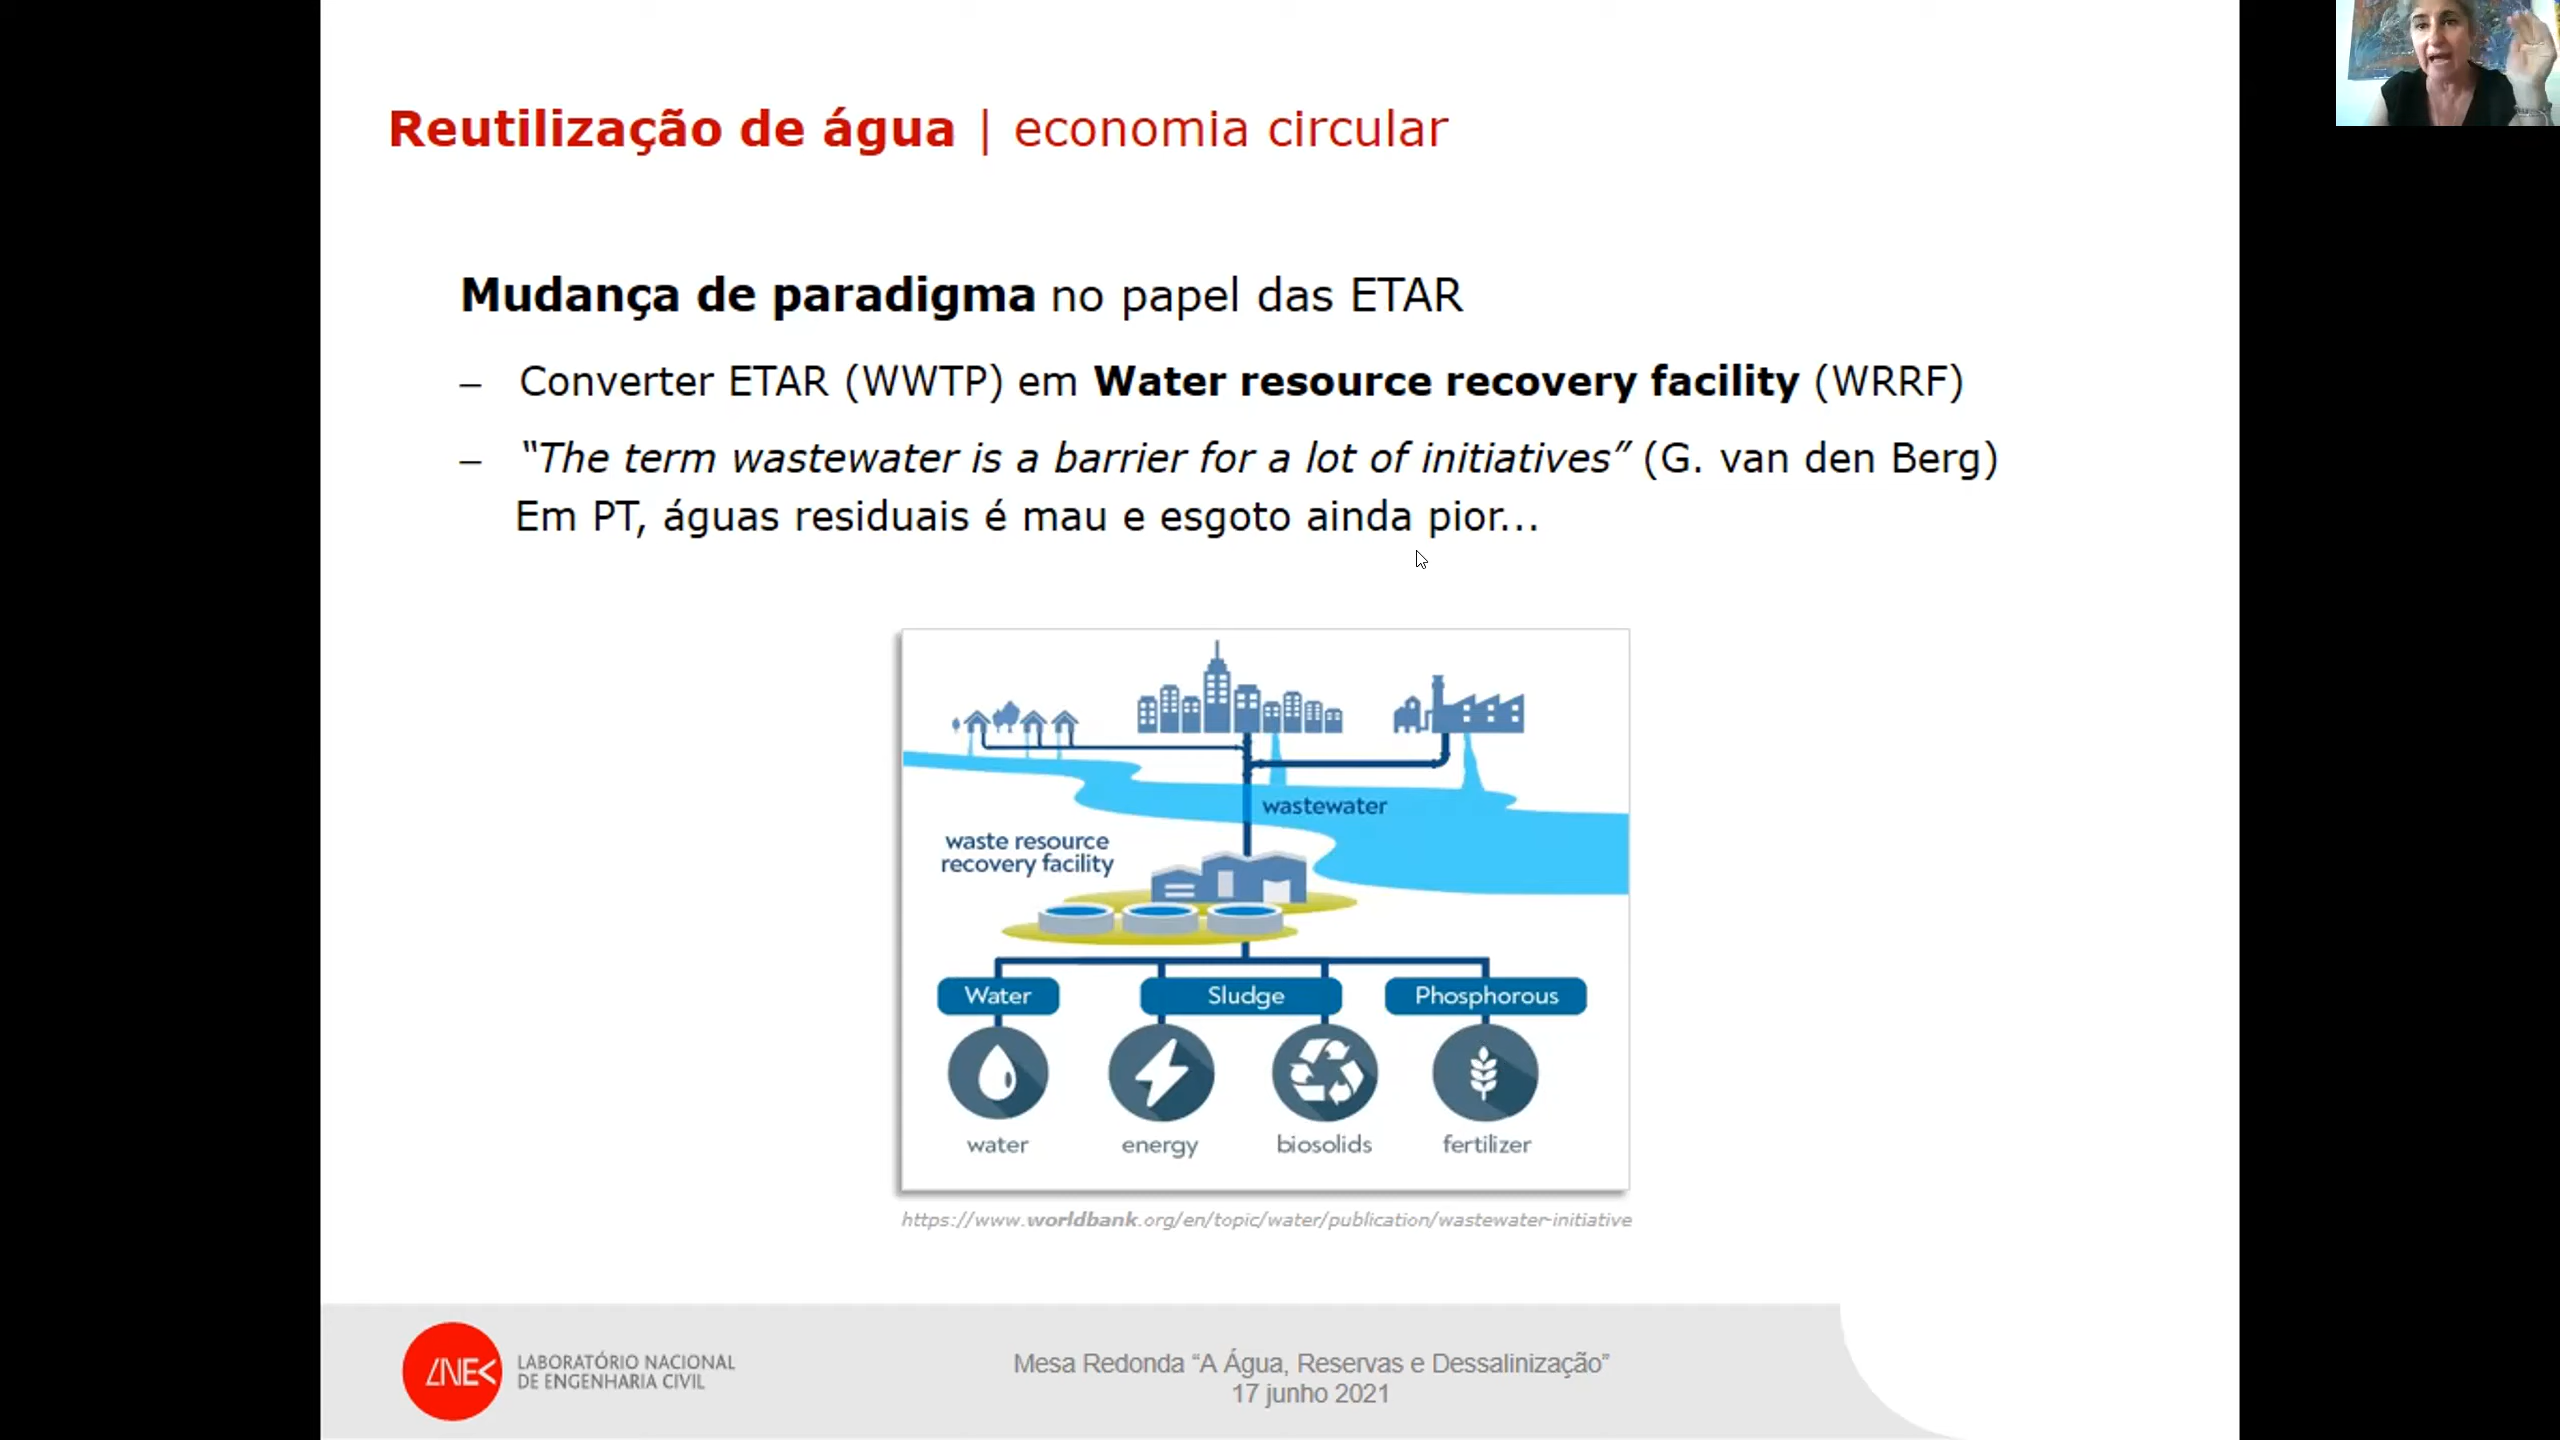 Reutilização de água | economia circular
Mudança de paradigma no papel das ETAR
– Converter ETAR (WWTP) em Water resource recovery facility (WRRF)
– “The term wastewater is a barrier for a lot of initiatives” (G. van den Berg)
Em PT, águas residuais é mau e esgoto ainda pior...
wastewater
waste resource
recovery facility
Water
Sludge
Phosphorous
water
energy
biosolids
fertilizer
https://www.worldbank.org/en/topic/water/publication/wastewater-initiative
LNEC
LABORATÓRIO NACIONAL
DE ENGENHARIA CIVIL
Mesa Redonda “A Água, Reservas e Dessalinização”
17 junho 2021